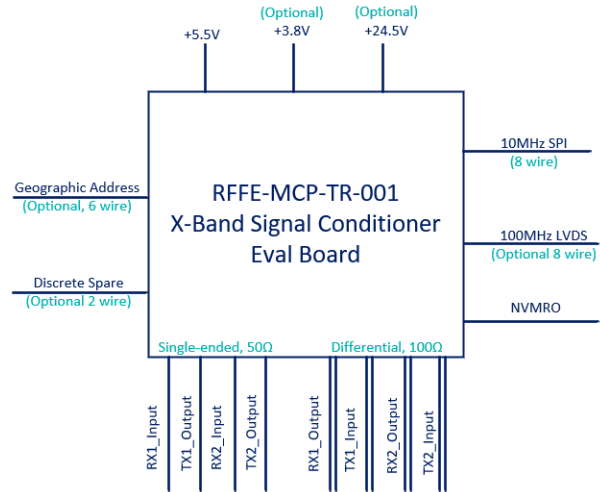 (Optional)
(Optional)
+5.5V
+3.8V
+24.5V
10MHz SPI
(8 wire)
Geographic Address
(Optional, 6 wire)
RFFE-MCP-TR-001
X-Band Signal Conditioner
Eval Board
100MHz LVDS
(Optional 8 wire)
Discrete Spare
(Optional 2 wire)
NVMRO
Single-ended, 50Ω
Differential, 100Ω
RX1_Input
TX1_Output
RX2_Input
TX2_Output
RX1_Output
TX1_Input
RX2_Output
TX2_Input